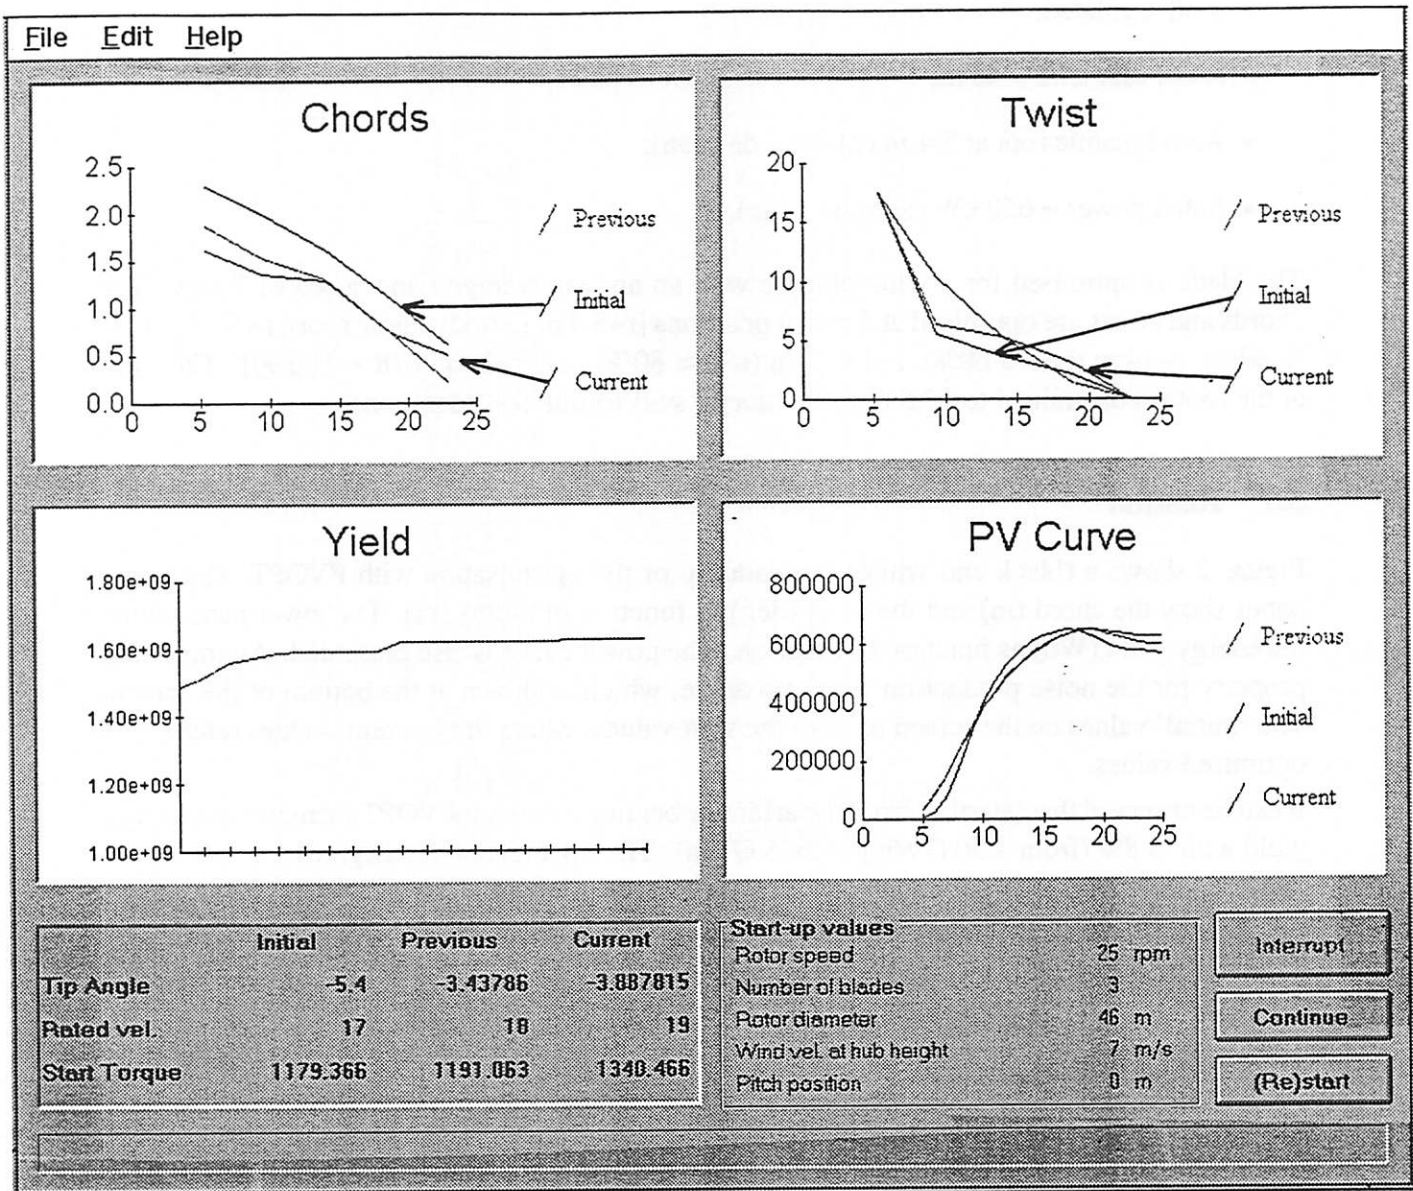 File Edit Help
Chords
2.5
2.0
1.5
1.0
0.5
0.0
0 5 10 15 20 25
Previous
Initial
Current
Twist
20
15
10
5
0
0 5 10 15 20 25
Previous
Initial
Current
Yield
1.80e+09
1.60e+09
1.40e+09
1.20e+09
1.00e+09
PV Curve
800000
600000
400000
200000
0
0 5 10 15 20 25
Previous
Initial
Current
Initial Previous Current
Tip Angle -5.4 -3.43786 -3.887815
Rated vel. 17 18 19
Start Torque 1179.366 1191.063 1340.466
Start-up values
Rotor speed 25 rpm
Number of blades 3
Rotor diameter 46 m
Wind vel. at hub height 7 m/s
Pitch position 0 m
Interrupt
Continue
(Re)start